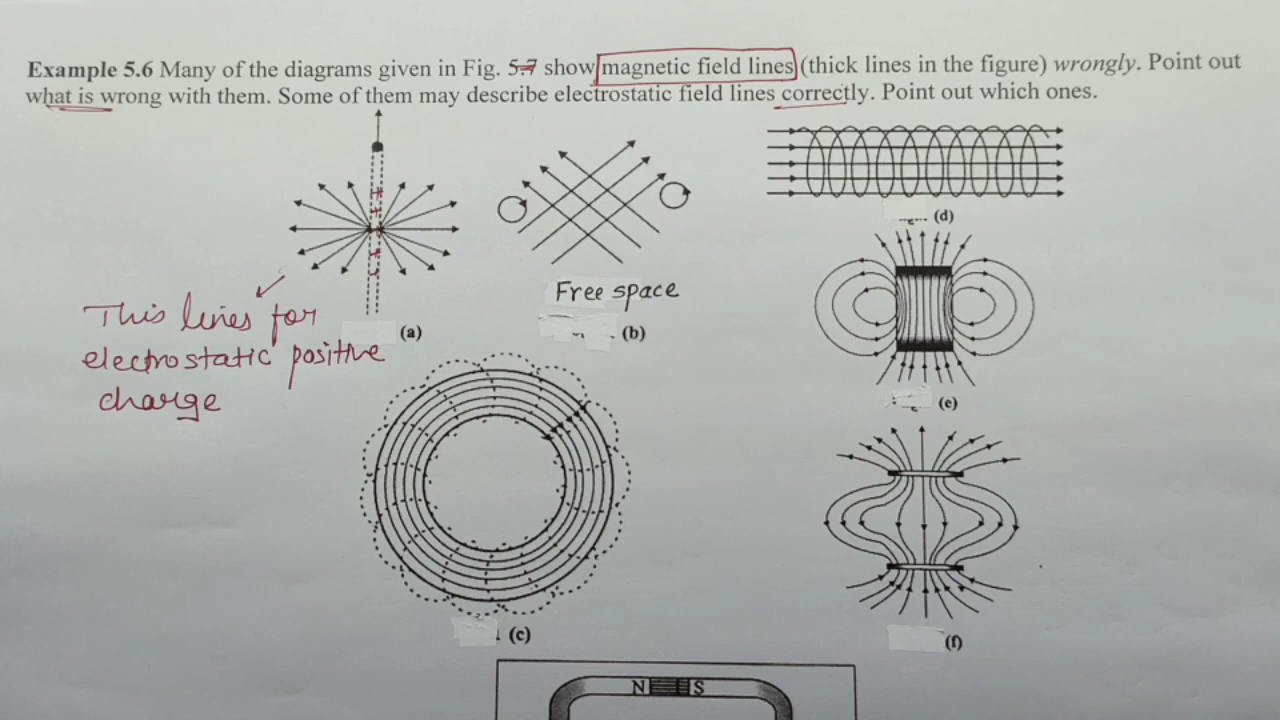 Example 5.6 Many of the diagrams given in Fig. 5.7 show magnetic field lines (thick lines in the figure) wrongly. Point out
what is wrong with them. Some of them may describe electrostatic field lines correctly. Point out which ones.
(d)
Free space
This lines for
electrostatic positive
charge
(a)
(b)
(e)
(c)
(f)
N S